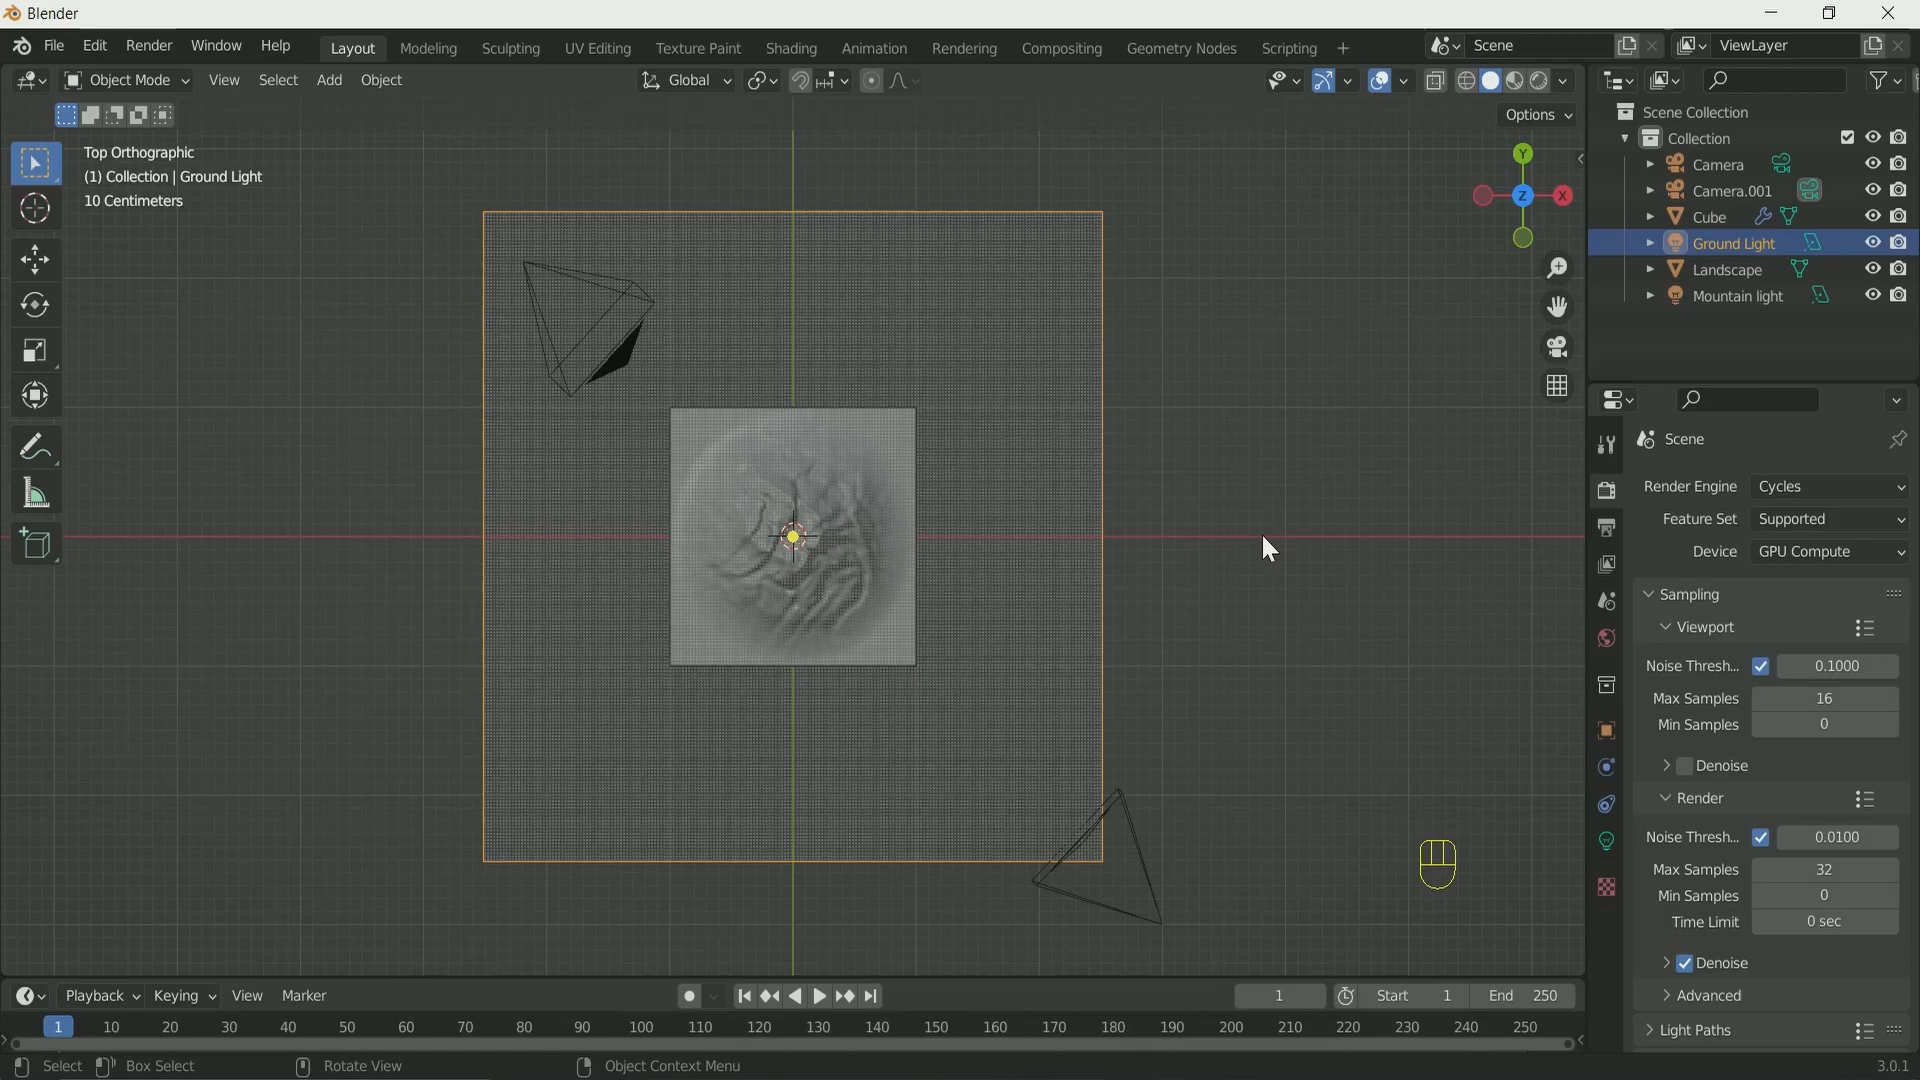 Blender
File Edit Render Window Help Layout Modeling Sculpting UV Editing Texture Paint Shading Animation Rendering Compositing Geometry Nodes Scripting + Scene ViewLayer
Object Mode View Select Add Object Global
Options
Top Orthographic
(1) Collection | Ground Light
10 Centimeters
Y
X
Z
Scene Collection
Collection
Camera
Camera.001
Cube
Ground Light
Landscape
Mountain light
Scene
Render Engine Cycles
Feature Set Supported
Device GPU Compute
Sampling
Viewport
Noise Thresh... 0.1000
Max Samples 16
Min Samples 0
Denoise
Render
Noise Thresh... 0.0100
Max Samples 32
Min Samples 0
Time Limit 0 sec
Denoise
Advanced
Light Paths
Playback Keying View Marker 1 Start 1 End 250
1 10 20 30 40 50 60 70 80 90 100 110 120 130 140 150 160 170 180 190 200 210 220 230 240 250
Select Box Select Rotate View Object Context Menu 3.0.1